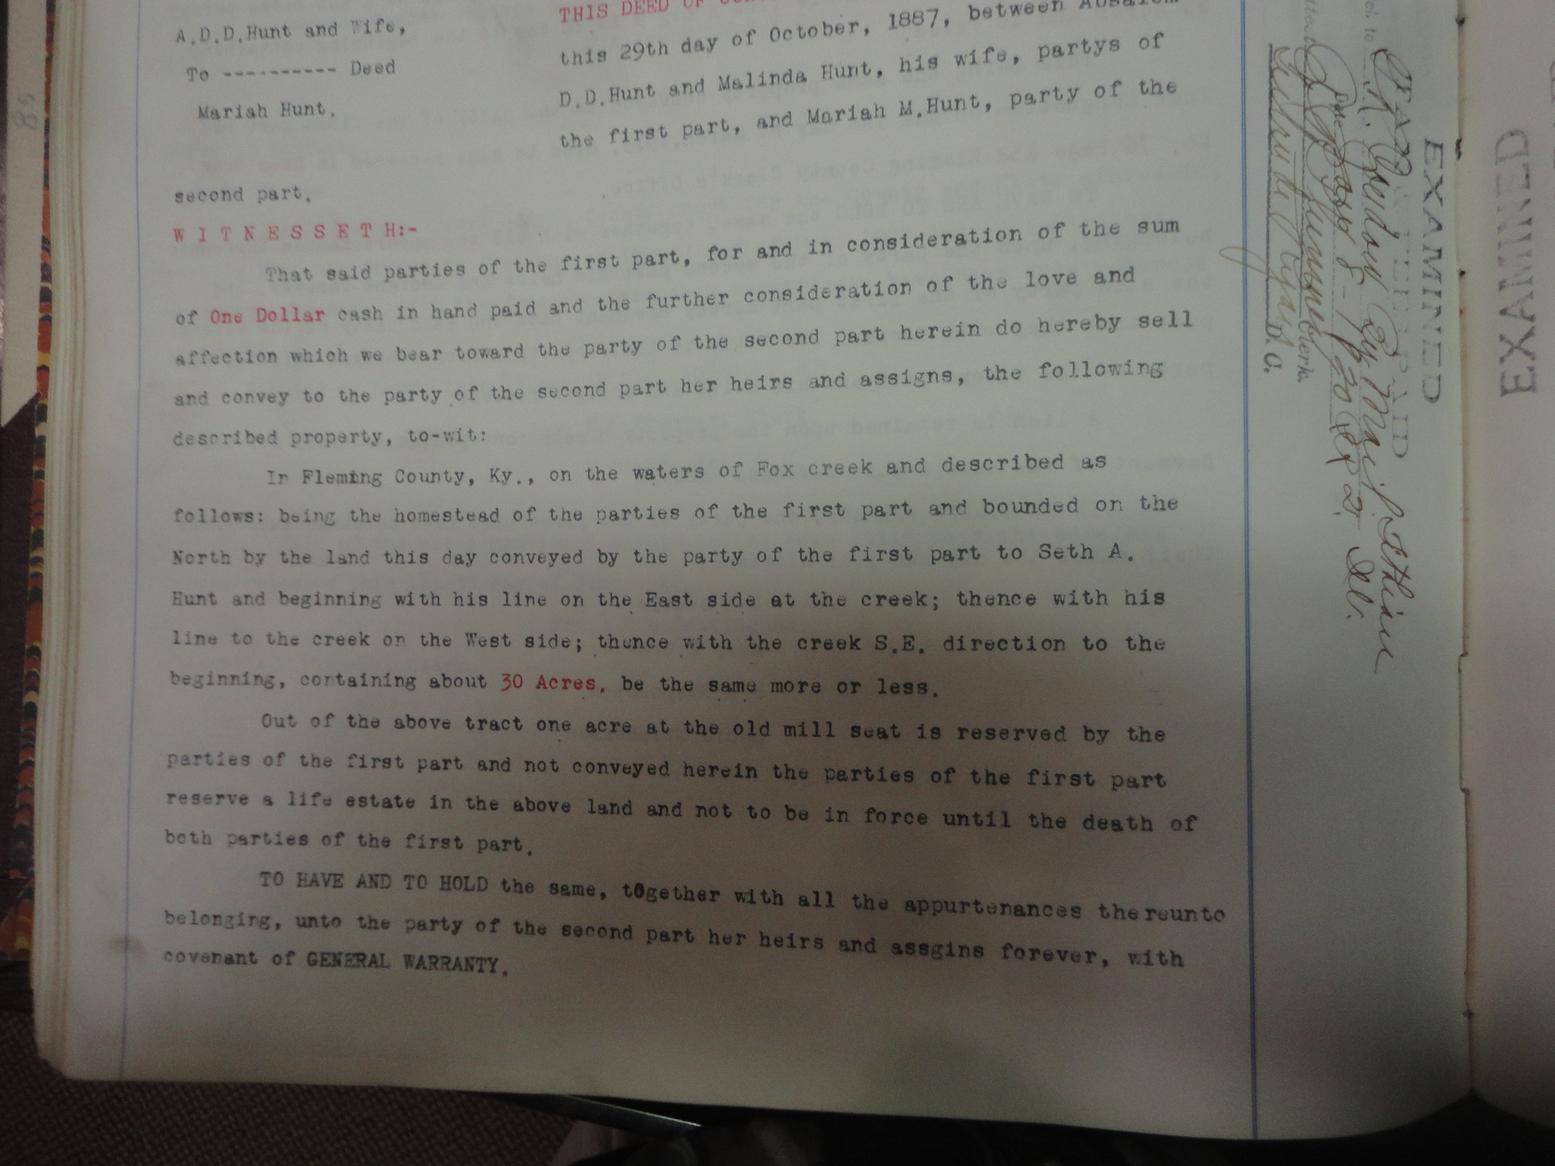 A.D.D.Hunt and Wife,
To ---------- Deed
Mariah Hunt.
THIS DEED OF
this 29th day of October, 1887, between
D.D.Hunt and Malinda Hunt, his wife, partys of
the first part, and Mariah M.Hunt, party of the
second part.
W I T N E S S E T H:-
That said parties of the first part, for and in consideration of the sum
of One Dollar cash in hand paid and the further consideration of the love and
affection which we bear toward the party of the second part herein do hereby sell
and convey to the party of the second part her heirs and assigns, the following
described property, to-wit:
In Fleming County, Ky., on the waters of Fox creek and described as
follows: being the homestead of the parties of the first part and bounded on the
North by the land this day conveyed by the party of the first part to Seth A.
Hunt and beginning with his line on the East side at the creek; thence with his
line to the creek on the West side; thence with the creek S.E. direction to the
beginning, containing about 30 Acres, be the same more or less.
Out of the above tract one acre at the old mill seat is reserved by the
parties of the first part and not conveyed herein the parties of the first part
reserve a life estate in the above land and not to be in force until the death of
both parties of the first part.
TO HAVE AND TO HOLD the same, tOgether with all the appurtenances thereunto
belonging, unto the party of the second part her heirs and assgins forever, with
covenant of GENERAL WARRANTY.
EXAMINED
By Mail
Clerk.
D. C.
EXAMINED